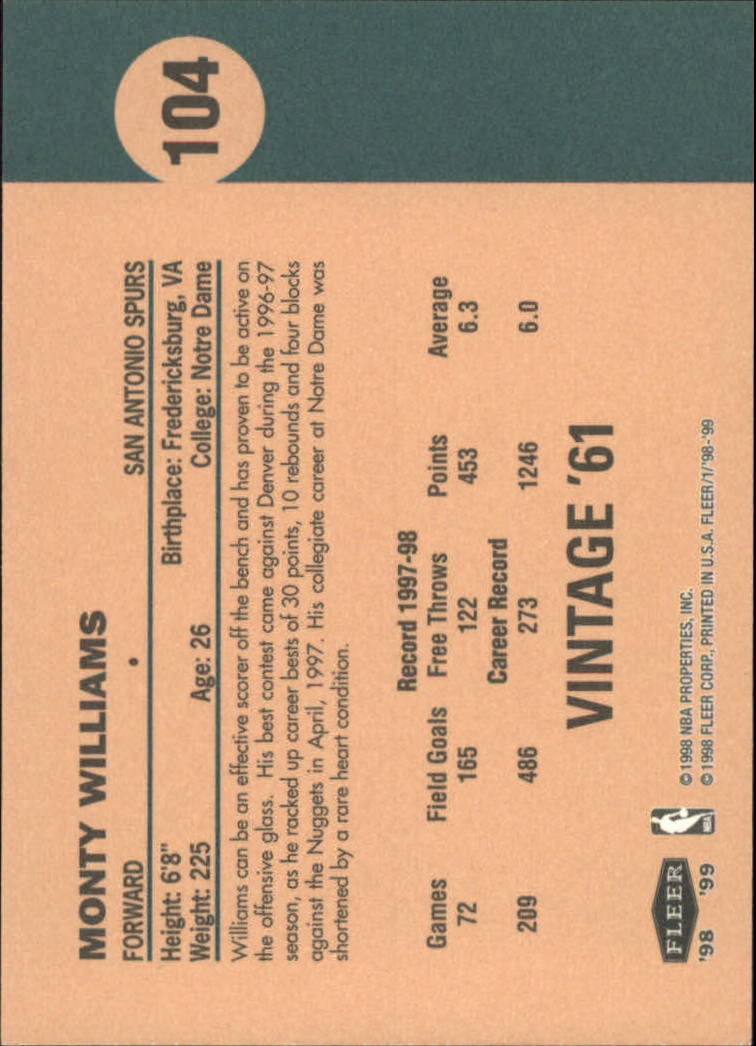 104
MONTY WILLIAMS
FORWARD • SAN ANTONIO SPURS
Height: 6'8" Birthplace: Fredericksburg, VA
Weight: 225 Age: 26 College: Notre Dame
Williams can be an effective scorer off the bench and has proven to be active on
the offensive glass. His best contest came against Denver during the 1996-97
season, as he racked up career bests of 30 points, 10 rebounds and four blocks
against the Nuggets in April, 1997. His collegiate career at Notre Dame was
shortened by a rare heart condition.
Record 1997-98
Games Field Goals Free Throws Points Average
72 165 122 453 6.3
Career Record
209 486 273 1246 6.0
VINTAGE '61
FLEER
'98 '99
NBA
©1998 NBA PROPERTIES, INC.
©1998 FLEER CORP., PRINTED IN U.S.A. FLEER/1/'98-'99